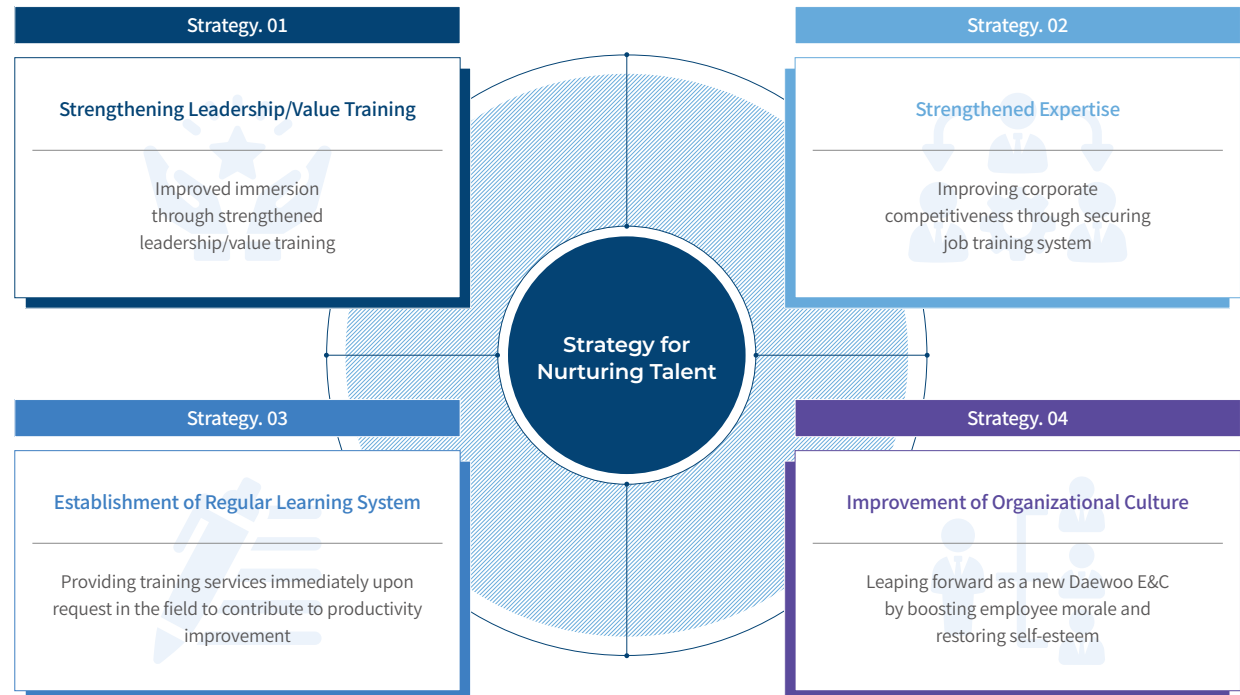 Strategy. 01
Strengthening Leadership/Value Training
Improved immersion
through strengthened
leadership/value training
Strategy. 02
Strengthened Expertise
Improving corporate
competitiveness through securing
job training system
Strategy for
Nurturing Talent
Strategy. 03
Establishment of Regular Learning System
Providing training services immediately upon
request in the field to contribute to productivity
improvement
Strategy. 04
Improvement of Organizational Culture
Leaping forward as a new Daewoo E&C
by boosting employee morale and
restoring self-esteem